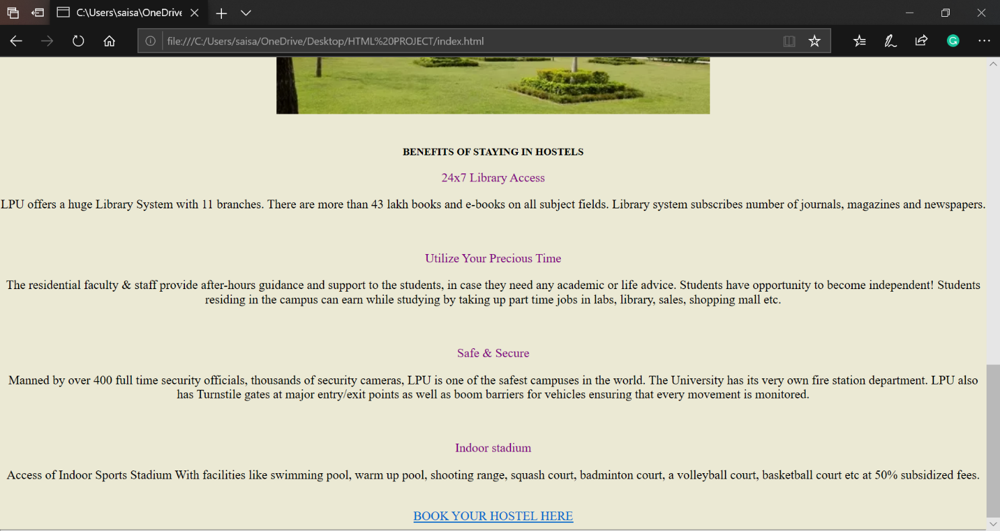 C:\Users\saisa\OneDrive
file:///C:/Users/saisa/OneDrive/Desktop/HTML%20PROJECT/index.html
BENEFITS OF STAYING IN HOSTELS
24x7 Library Access
LPU offers a huge Library System with 11 branches. There are more than 43 lakh books and e-books on all subject fields. Library system subscribes number of journals, magazines and newspapers.
Utilize Your Precious Time
The residential faculty & staff provide after-hours guidance and support to the students, in case they need any academic or life advice. Students have opportunity to become independent! Students
residing in the campus can earn while studying by taking up part time jobs in labs, library, sales, shopping mall etc.
Safe & Secure
Manned by over 400 full time security officials, thousands of security cameras, LPU is one of the safest campuses in the world. The University has its very own fire station department. LPU also
has Turnstile gates at major entry/exit points as well as boom barriers for vehicles ensuring that every movement is monitored.
Indoor stadium
Access of Indoor Sports Stadium With facilities like swimming pool, warm up pool, shooting range, squash court, badminton court, a volleyball court, basketball court etc at 50% subsidized fees.
BOOK YOUR HOSTEL HERE